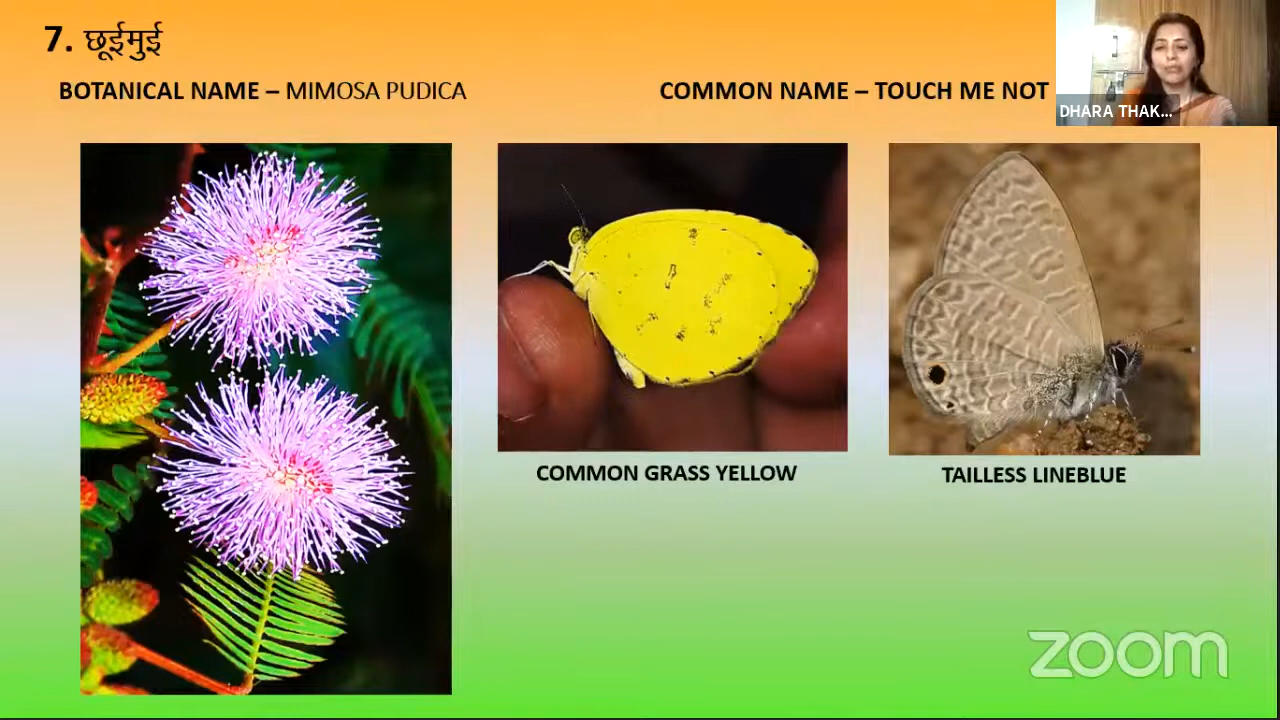 7. छूईमुई
BOTANICAL NAME – MIMOSA PUDICA
COMMON NAME – TOUCH ME NOT
DHARA THAK...
COMMON GRASS YELLOW
TAILLESS LINEBLUE
zoom